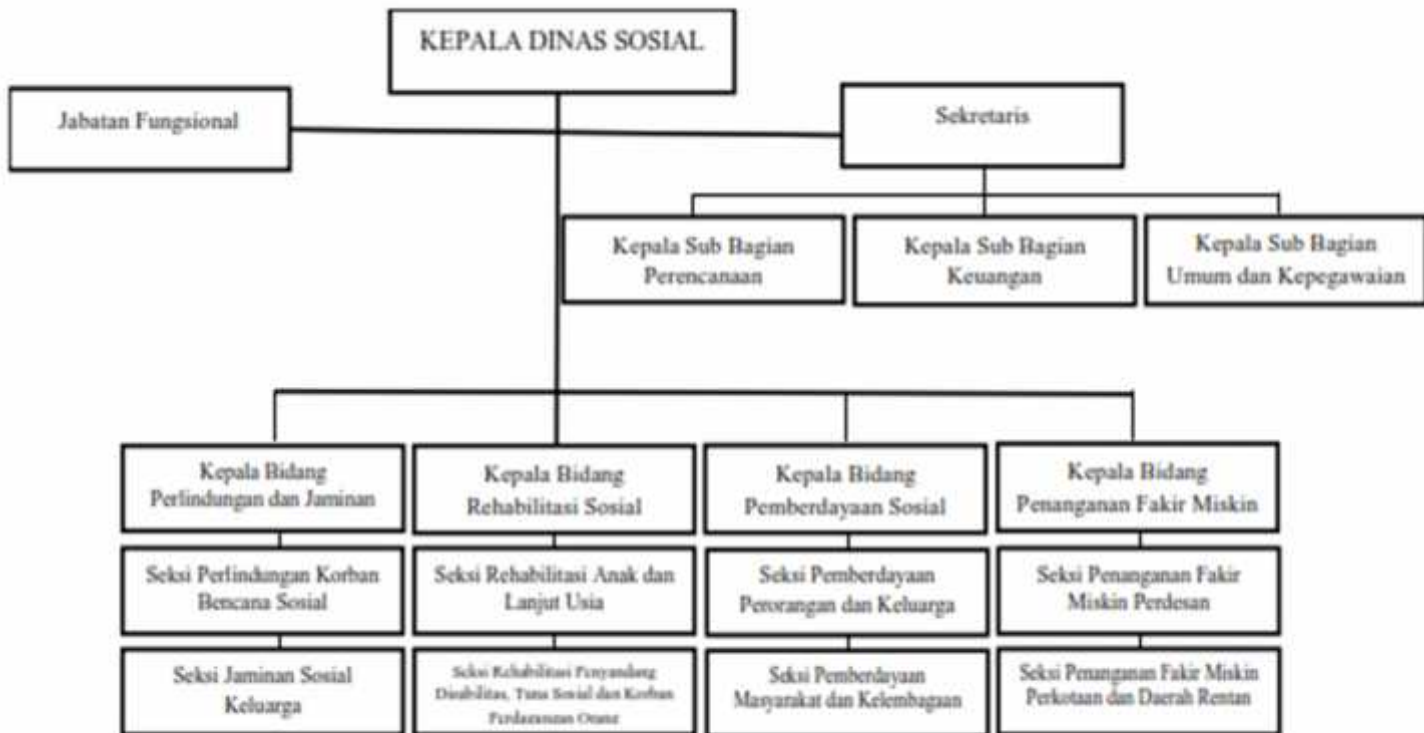 KEPALA DINAS SOSIAL
Jabatan Fungsional
Sekretaris
Kepala Sub Bagian
Perencanaan
Kepala Sub Bagian
Keuangan
Kepala Sub Bagian
Umum dan Kepegawaian
Kepala Bidang
Perlindungan dan Jaminan
Kepala Bidang
Rehabilitasi Sosial
Kepala Bidang
Pemberdayaan Sosial
Kepala Bidang
Penanganan Fakir Miskin
Seksi Perlindungan Korban
Bencana Sosial
Seksi Rehabilitasi Anak dan
Lanjut Usia
Seksi Pemberdayaan
Perorangan dan Keluarga
Seksi Penanganan Fakir
Miskin Perdesan
Seksi Jaminan Sosial
Keluarga
Seksi Rehabilitasi Penyandang
Disabilitas, Tuna Sosial dan Korban
Perdagangan Orang
Seksi Pemberdayaan
Masyarakat dan Kelembagaan
Seksi Penanganan Fakir Miskin
Perkotaan dan Daerah Rentan